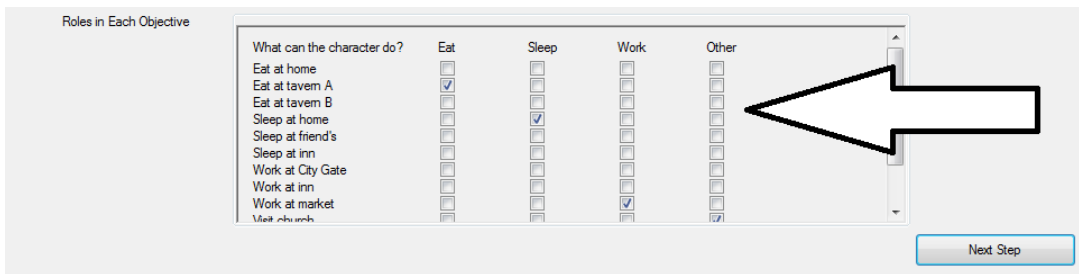 Roles in Each Objective
What can the character do? Eat Sleep Work Other
Eat at home
Eat at tavern A
Eat at tavern B
Sleep at home
Sleep at friend's
Sleep at inn
Work at City Gate
Work at inn
Work at market
Visit church
Next Step